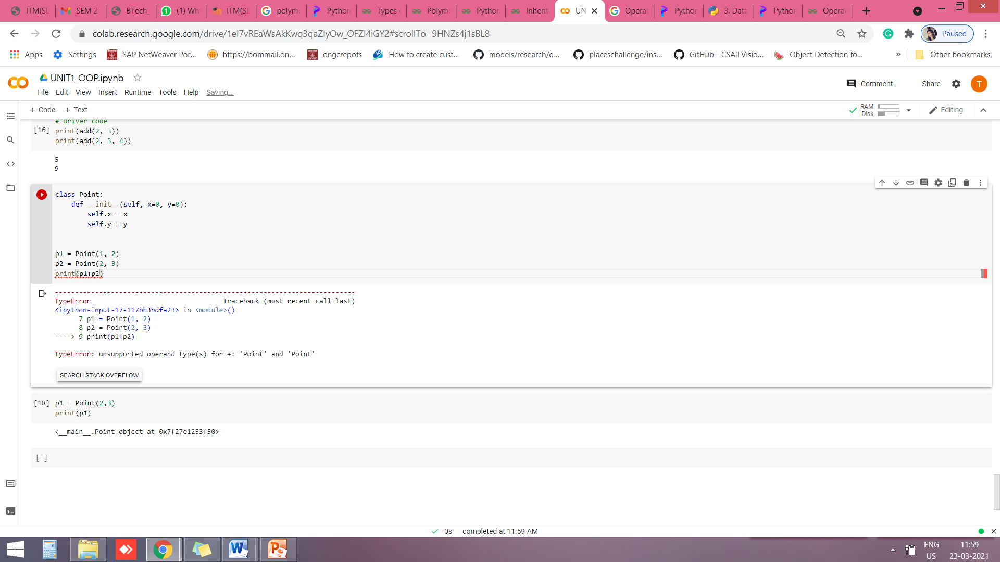 ITM(SL
SEM 2
BTech_
(1) Wh
ITM(SL
polym
Python
Types
Polyme
Python
Inherit
UN
Operat
Python
3. Data
Python
Operat
colab.research.google.com/drive/1eI7vREaWsAkKwq3qaZIyOw_OFZI4iGY2#scrollTo=9HNZs4j1sBL8
Paused
Apps
Settings
SAP NetWeaver Por...
https://bommail.on...
ongcrepots
How to create cust...
models/research/d...
placeschallenge/ins...
GitHub - CSAILVisio...
Object Detection fo...
»
Other bookmarks
UNIT1_OOP.ipynb
File Edit View Insert Runtime Tools Help Saving...
Comment
Share
T
+ Code + Text
RAM
Disk
Editing
# Driver code
[16] print(add(2, 3))
print(add(2, 3, 4))
5
9
class Point:
    def __init__(self, x=0, y=0):
        self.x = x
        self.y = y
p1 = Point(1, 2)
p2 = Point(2, 3)
print(p1+p2)
---------------------------------------------------------------------------
TypeError                                 Traceback (most recent call last)
<ipython-input-17-117bb3bdfa23> in <module>()
      7 p1 = Point(1, 2)
      8 p2 = Point(2, 3)
----> 9 print(p1+p2)
TypeError: unsupported operand type(s) for +: 'Point' and 'Point'
SEARCH STACK OVERFLOW
[18] p1 = Point(2,3)
print(p1)
<__main__.Point object at 0x7f27e1253f50>
[ ]
0s completed at 11:59 AM
ENG
US
11:59
23-03-2021